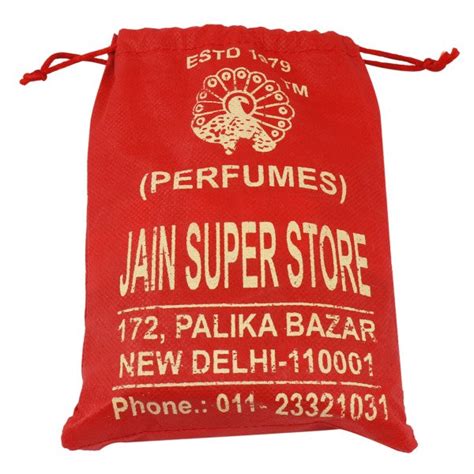 ESTD 1979
TM
(PERFUMES)
JAIN SUPER STORE
172, PALIKA BAZAR
NEW DELHI-110001
Phone.: 011- 23321031